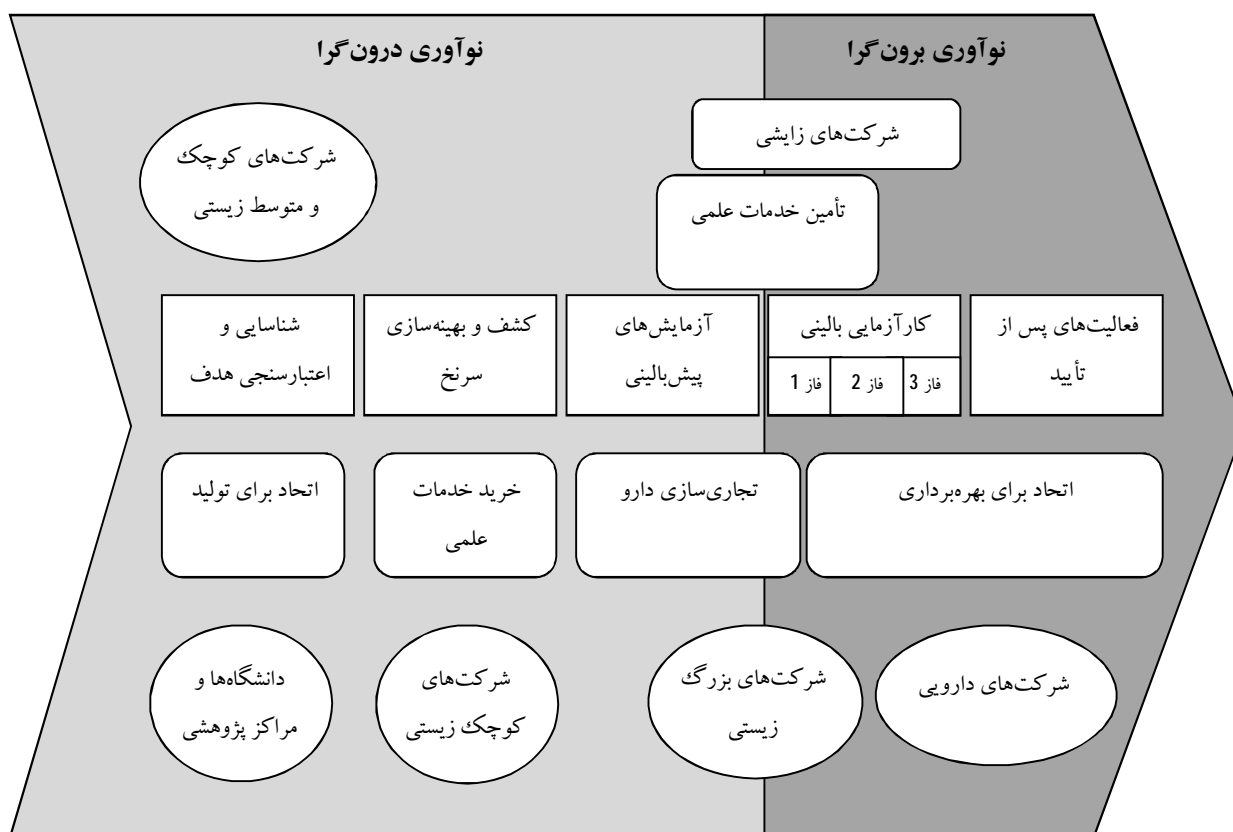 نوآوری برون‌گرا
نوآوری درون‌گرا
شرکت‌های زایشی
شرکت‌های کوچک
و متوسط زیستی
تأمین خدمات علمی
فعالیت‌های پس از
تأیید
کارآزمایی بالینی
فاز 3
فاز 2
فاز 1
آزمایش‌های
پیش‌بالینی
کشف و بهینه‌سازی
سرنخ
شناسایی و
اعتبارسنجی هدف
اتحاد برای بهره‌برداری
تجاری‌سازی دارو
خرید خدمات
علمی
اتحاد برای تولید
شرکت‌های دارویی
شرکت‌های بزرگ
زیستی
شرکت‌های
کوچک زیستی
دانشگاه‌ها و
مراکز پژوهشی